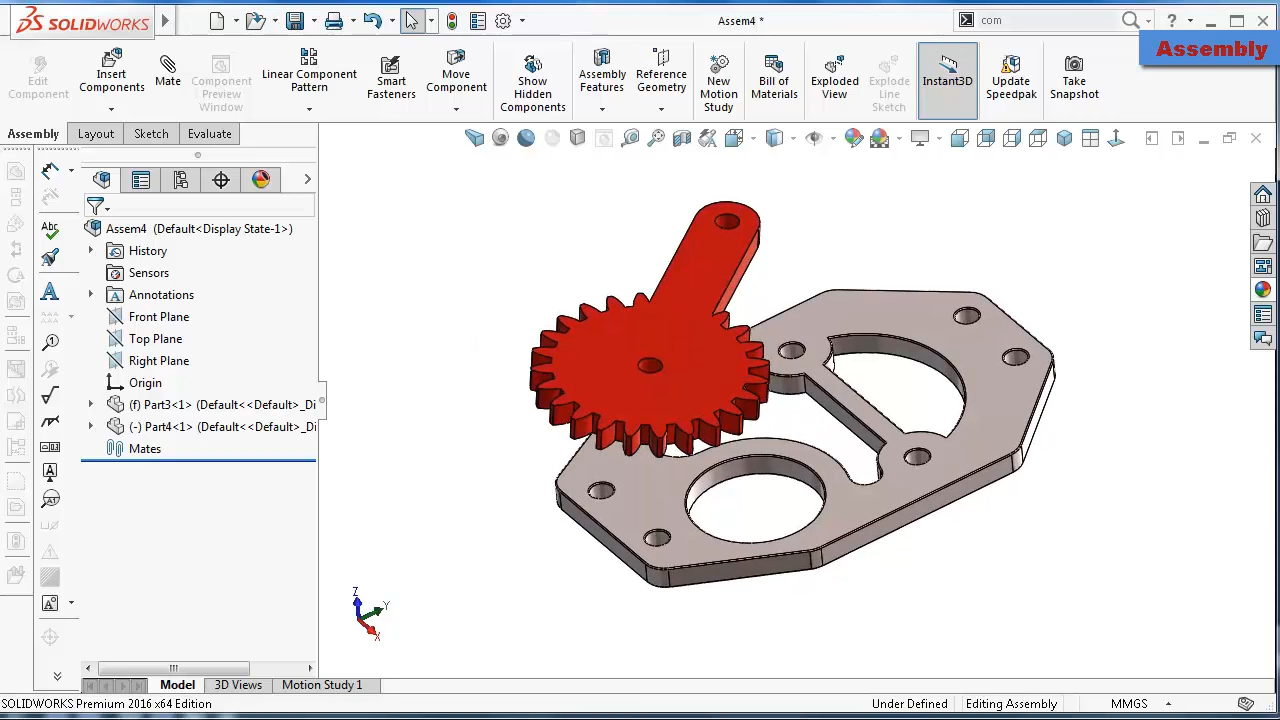 SOLIDWORKS
Assem4 *
com
Assembly
Edit Component
Insert Components
Mate
Component Preview Window
Linear Component Pattern
Smart Fasteners
Move Component
Show Hidden Components
Assembly Features
Reference Geometry
New Motion Study
Bill of Materials
Exploded View
Explode Line Sketch
Instant3D
Update Speedpak
Take Snapshot
Assembly Layout Sketch Evaluate
Assem4 (Default<Display State-1>)
History
Sensors
Annotations
Front Plane
Top Plane
Right Plane
Origin
(f) Part3<1> (Default<<Default>_Di
(-) Part4<1> (Default<<Default>_Di
Mates
Abc
Z
Y
X
Model 3D Views Motion Study 1
SOLIDWORKS Premium 2016 x64 Edition
Under Defined Editing Assembly MMGS